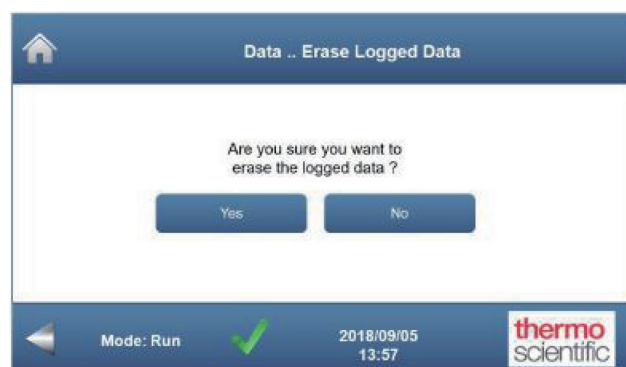 Data .. Erase Logged Data
Are you sure you want to
erase the logged data ?
Yes
No
Mode: Run
2018/09/05
13:57
thermo
scientific